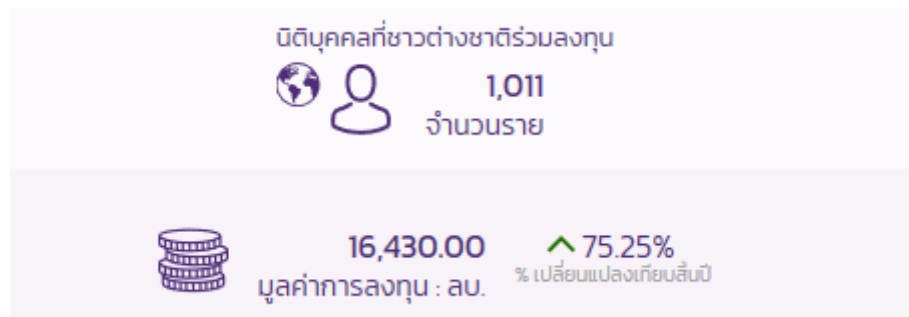 นิติบุคคลที่ชาวต่างชาติร่วมลงทุน
1,011
จำนวนราย
16,430.00
มูลค่าการลงทุน : ลบ.
75.25%
% เปลี่ยนแปลงเทียบสิ้นปี